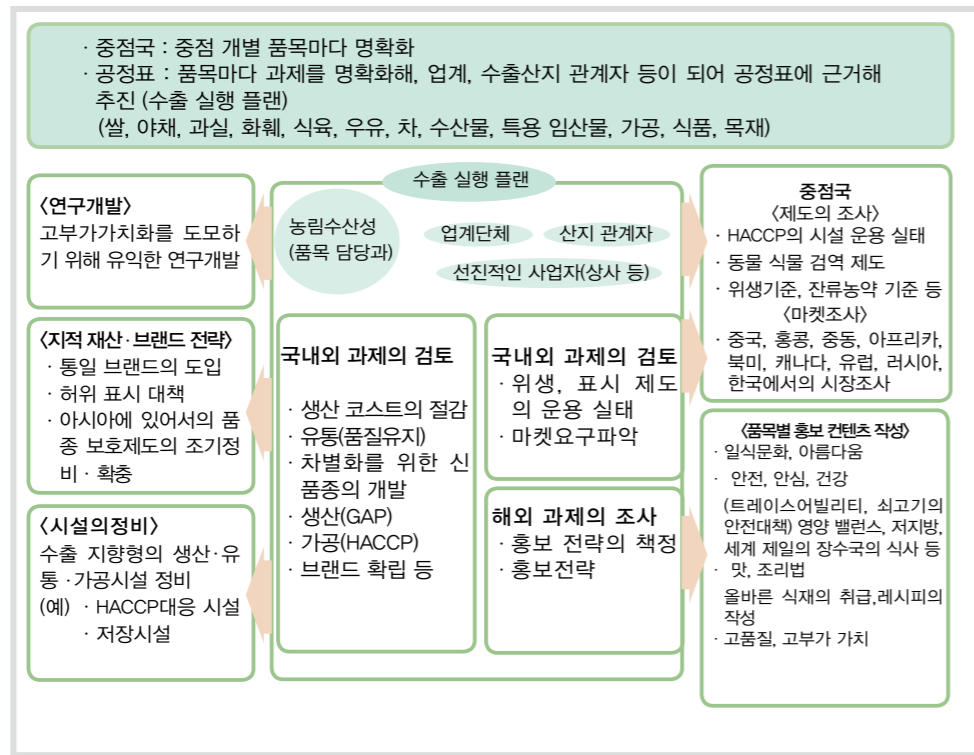 · 중점국 : 중점 개별 품목마다 명확화
· 공정표 : 품목마다 과제를 명확화해, 업계, 수출산지 관계자 등이 되어 공정표에 근거해
추진 (수출 실행 플랜)
(쌀, 야채, 과실, 화훼, 식육, 우유, 차, 수산물, 특용 임산물, 가공, 식품, 목재)
〈연구개발〉
고부가가치화를 도모하
기 위해 유익한 연구개발
〈지적 재산 · 브랜드 전략〉
· 통일 브랜드의 도입
· 허위 표시 대책
· 아시아에 있어서의 품
종 보호제도의 조기정
비 · 확충
〈시설의정비〉
수출 지향형의 생산·유
통 ·가공시설 정비
(예) · HACCP대응 시설
· 저장시설
수출 실행 플랜
농림수산성
(품목 담당과)
업계단체
산지 관계자
선진적인 사업자(상사 등)
국내외 과제의 검토
· 생산 코스트의 절감
· 유통(품질유지)
· 차별화를 위한 신
품종의 개발
· 생산(GAP)
· 가공(HACCP)
· 브랜드 확립 등
국내외 과제의 검토
· 위생, 표시 제도
의 운용 실태
· 마켓요구파악
해외 과제의 조사
· 홍보 전략의 책정
· 홍보전략
중점국
〈제도의 조사〉
· HACCP의 시설 운용 실태
· 동물 식물 검역 제도
· 위생기준, 잔류농약 기준 등
〈마켓조사〉
· 중국, 홍콩, 중동, 아프리카,
북미, 캐나다, 유럽, 러시아,
한국에서의 시장조사
〈품목별 홍보 컨텐츠 작성〉
· 일식문화, 아름다움
· 안전, 안심, 건강
(트레이스어빌리티, 쇠고기의
안전대책) 영양 밸런스, 저지방,
세계 제일의 장수국의 식사 등
· 맛, 조리법
올바른 식재의 취급,레시피의
작성
· 고품질, 고부가 가치